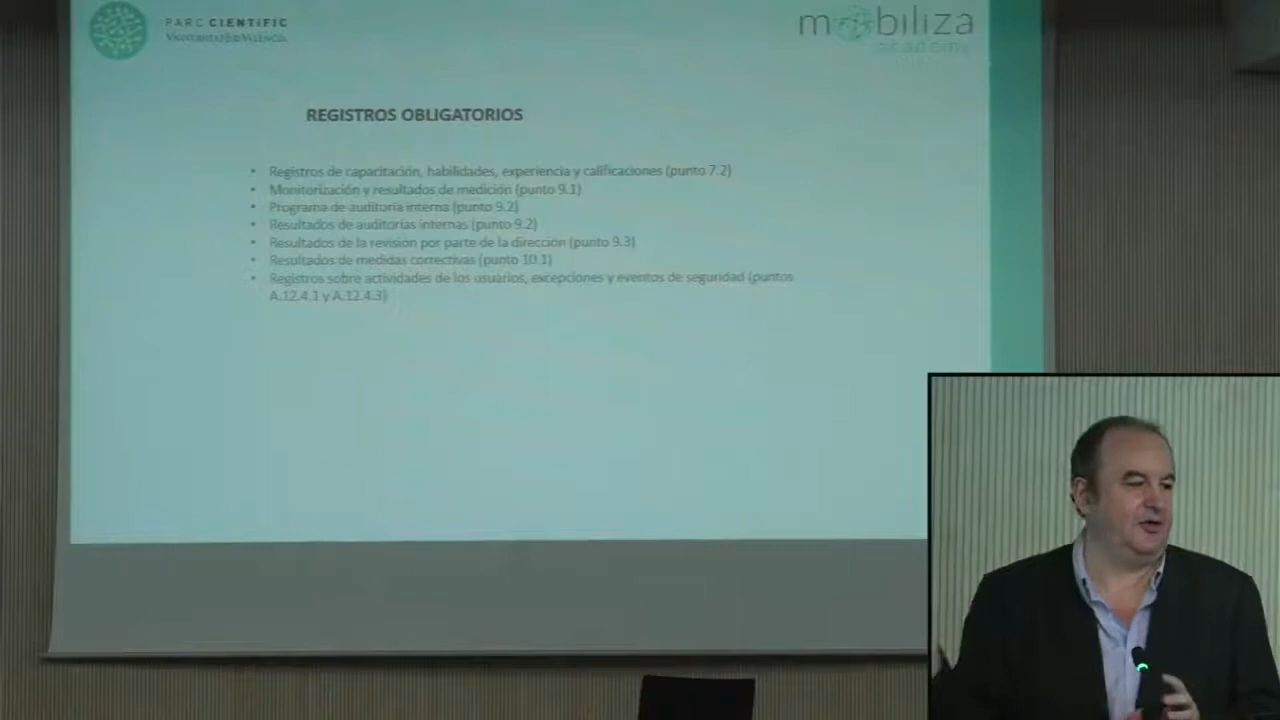 PARC CIENTÍFIC
VNIVERSITATÌDVALÈNCIA
mobiliza
academy
REGISTROS OBLIGATORIOS
• Registros de capacitación, habilidades, experiencia y calificaciones (punto 7.2)
• Monitorización y resultados de medición (punto 9.1)
• Programa de auditoría interna (punto 9.2)
• Resultados de auditorías internas (punto 9.2)
• Resultados de la revisión por parte de la dirección (punto 9.3)
• Resultados de medidas correctivas (punto 10.1)
• Registros sobre actividades de los usuarios, excepciones y eventos de seguridad (puntos
A.12.4.1 y A.12.4.3)